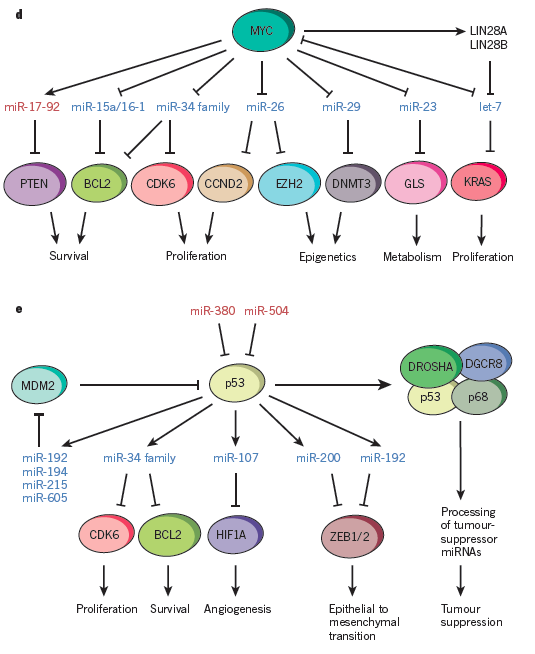 d
MYC
LIN28A
LIN28B
miR-17-92 miR-15a/16-1 miR-34 family miR-26 miR-29 miR-23 let-7
PTEN BCL2 CDK6 CCND2 EZH2 DNMT3 GLS KRAS
Survival Proliferation Epigenetics Metabolism Proliferation
e
miR-380 miR-504
MDM2 p53 DROSHA DGCR8
p53 p68
miR-192 miR-34 family miR-107 miR-200 miR-192
miR-194
miR-215
miR-605
CDK6 BCL2 HIF1A ZEB1/2
Processing
of tumour-
suppressor
miRNAs
Proliferation Survival Angiogenesis
Epithelial to
mesenchymal
transition
Tumour
suppression